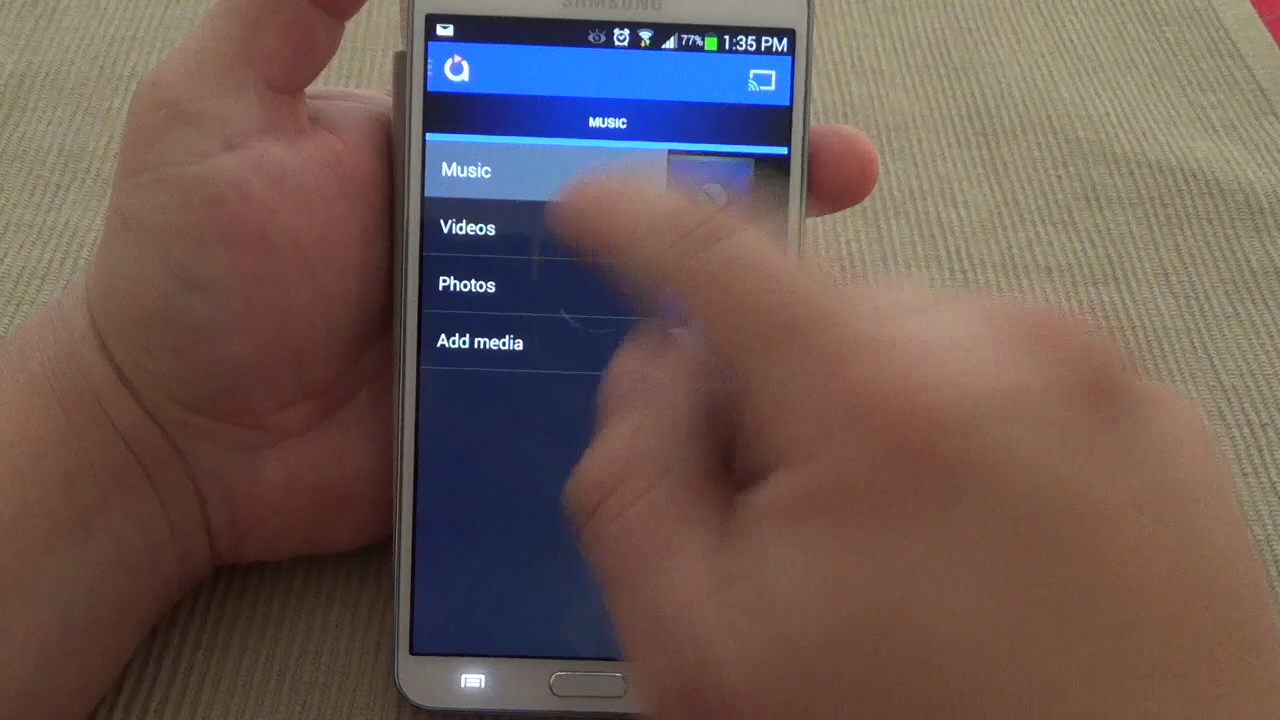 SAMSUNG
77% 1:35 PM
MUSIC
Music
Videos
Photos
Add media